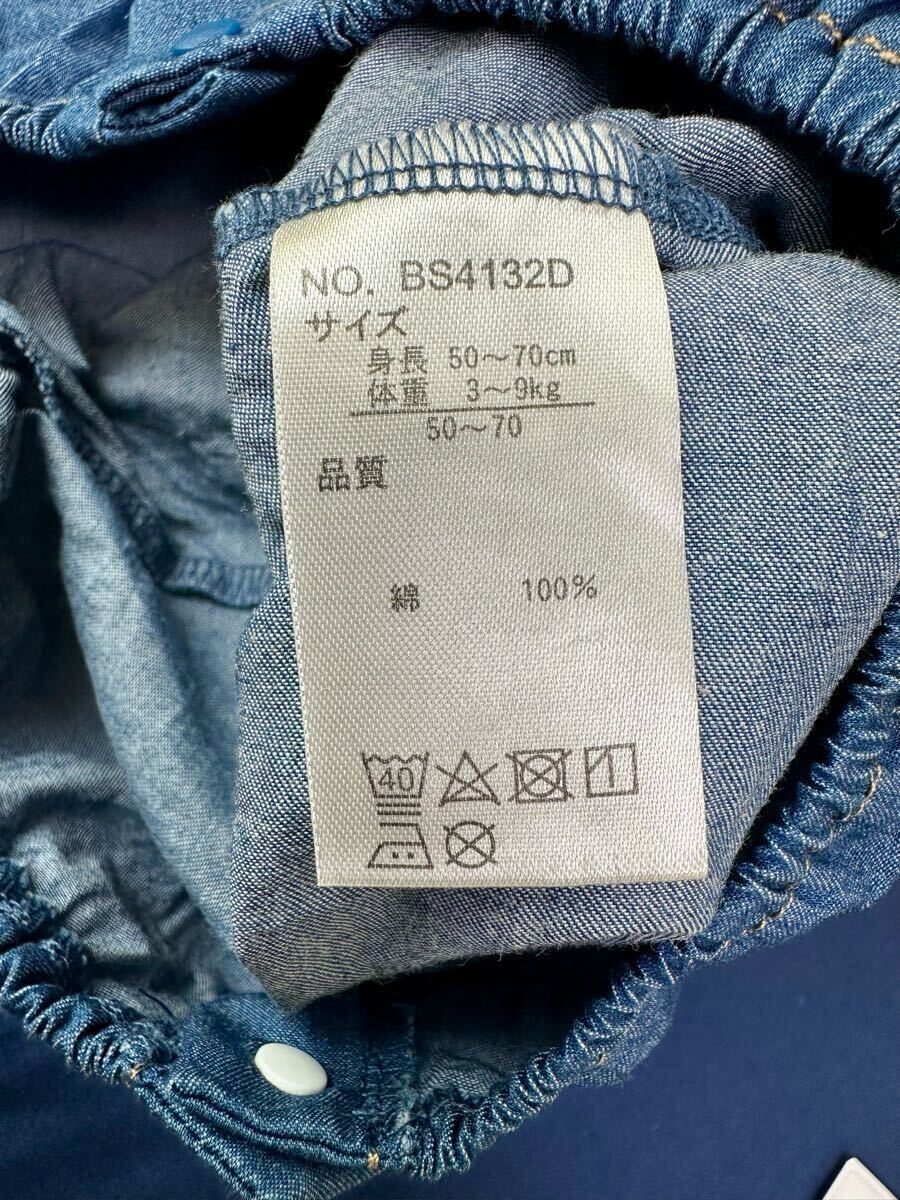 NO. BS4132D
サイズ
身長 50～70cm
体重 3～9kg
50～70
品質
綿 100%
40